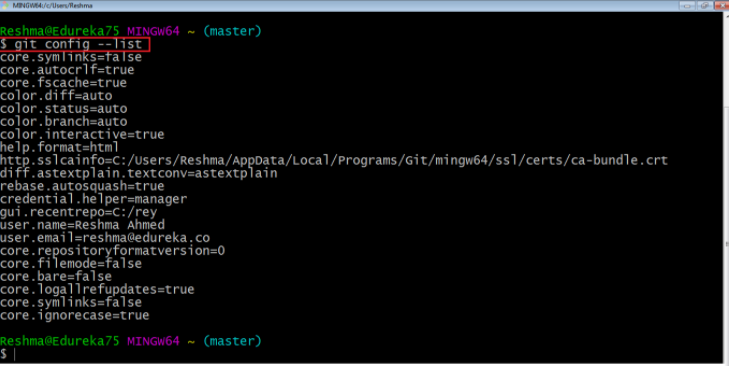 MINGW64:/c/Users/Reshma
Reshma@Edureka75 MINGW64 ~ (master)
$ git config --list
core.symlinks=false
core.autocrlf=true
core.fscache=true
color.diff=auto
color.status=auto
color.branch=auto
color.interactive=true
help.format=html
http.sslcainfo=C:/Users/Reshma/AppData/Local/Programs/Git/mingw64/ssl/certs/ca-bundle.crt
diff.astextplain.textconv=astextplain
rebase.autosquash=true
credential.helper=manager
gui.recentrepo=C:/rey
user.name=Reshma Ahmed
user.email=reshma@edureka.co
core.repositoryformatversion=0
core.filemode=false
core.bare=false
core.logallrefupdates=true
core.symlinks=false
core.ignorecase=true
Reshma@Edureka75 MINGW64 ~ (master)
$